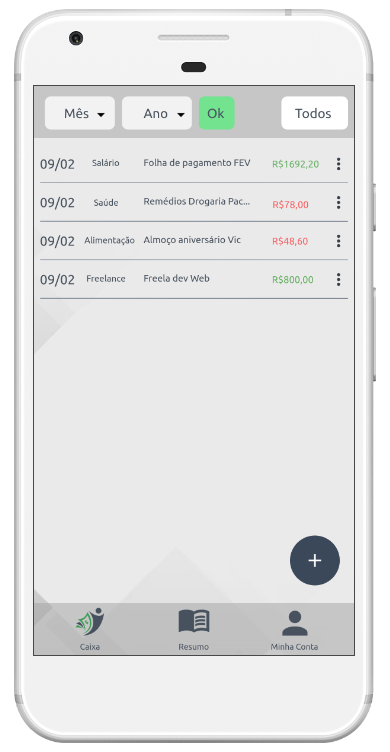 Mês Ano Ok Todos
09/02 Salário Folha de pagamento FEV R$1692,20
09/02 Saúde Remédios Drogaria Pac... R$78,00
09/02 Alimentação Almoço aniversário Vic R$48,60
09/02 Freelance Freela dev Web R$800,00
+
Caixa Resumo Minha Conta